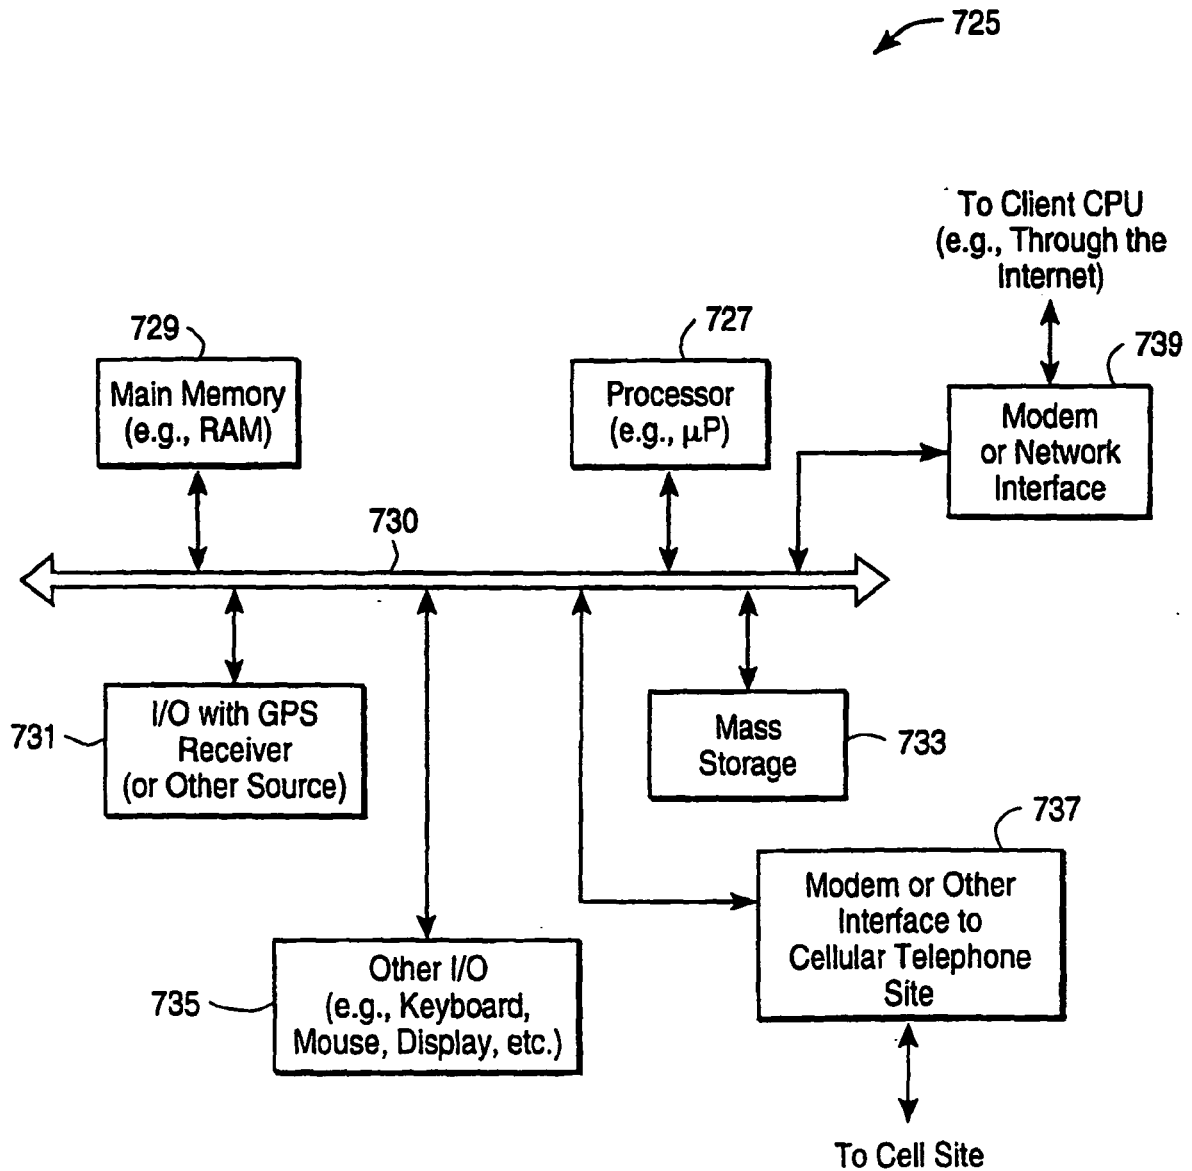 725
To Client CPU
(e.g., Through the
Internet)
729
727
739
Main Memory
(e.g., RAM)
Processor
(e.g., μP)
Modem
or Network
Interface
730
731
I/O with GPS
Receiver
(or Other Source)
Mass
Storage
733
737
Modem or Other
Interface to
Cellular Telephone
Site
735
Other I/O
(e.g., Keyboard,
Mouse, Display, etc.)
To Cell Site